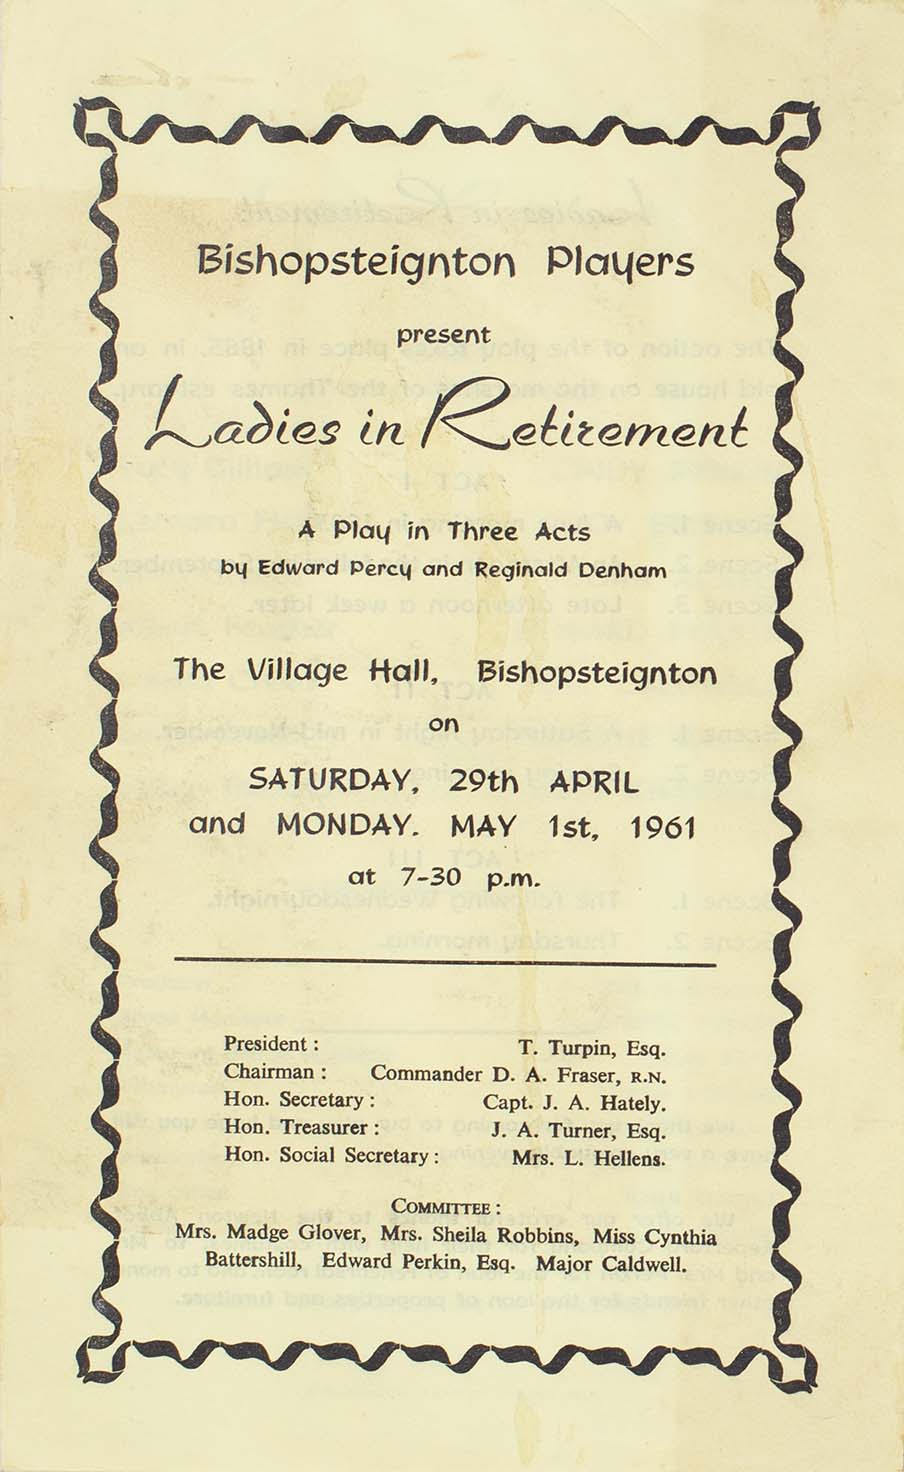 Bishopsteignton Players
present
Ladies in Retirement
A Play in Three Acts
by Edward Percy and Reginald Denham
The Village Hall, Bishopsteignton
on
SATURDAY, 29th APRIL
and MONDAY. MAY 1st, 1961
at 7-30 p.m.
President : T. Turpin, Esq.
Chairman : Commander D. A. Fraser, R.N.
Hon. Secretary : Capt. J. A. Hately.
Hon. Treasurer : J. A. Turner, Esq.
Hon. Social Secretary : Mrs. L. Hellens.
COMMITTEE :
Mrs. Madge Glover, Mrs. Sheila Robbins, Miss Cynthia
Battershill, Edward Perkin, Esq. Major Caldwell.